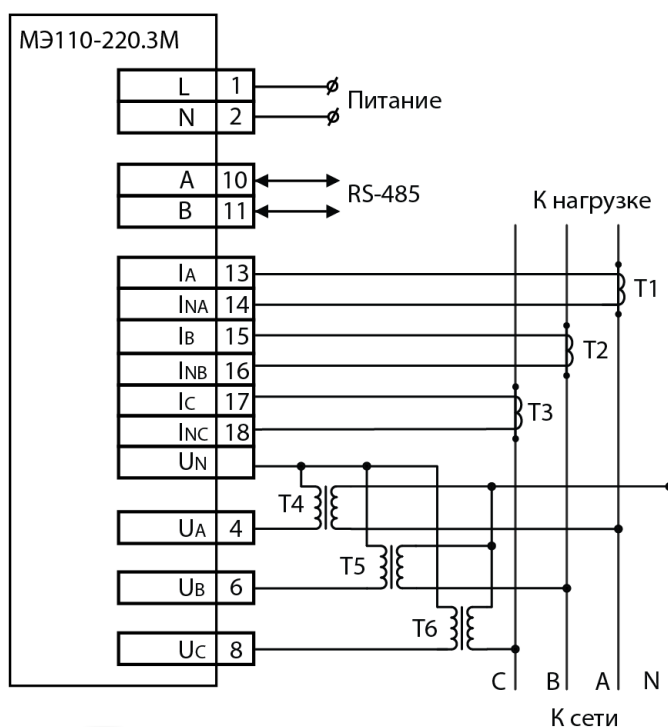 МЭ110-220.3М
L 1
N 2
Питание
A 10
B 11
RS-485
К нагрузке
IA 13
INA 14
T1
IB 15
INB 16
T2
IC 17
INC 18
T3
UN
T4
UA 4
T5
UB 6
T6
UC 8
C B A N
К сети